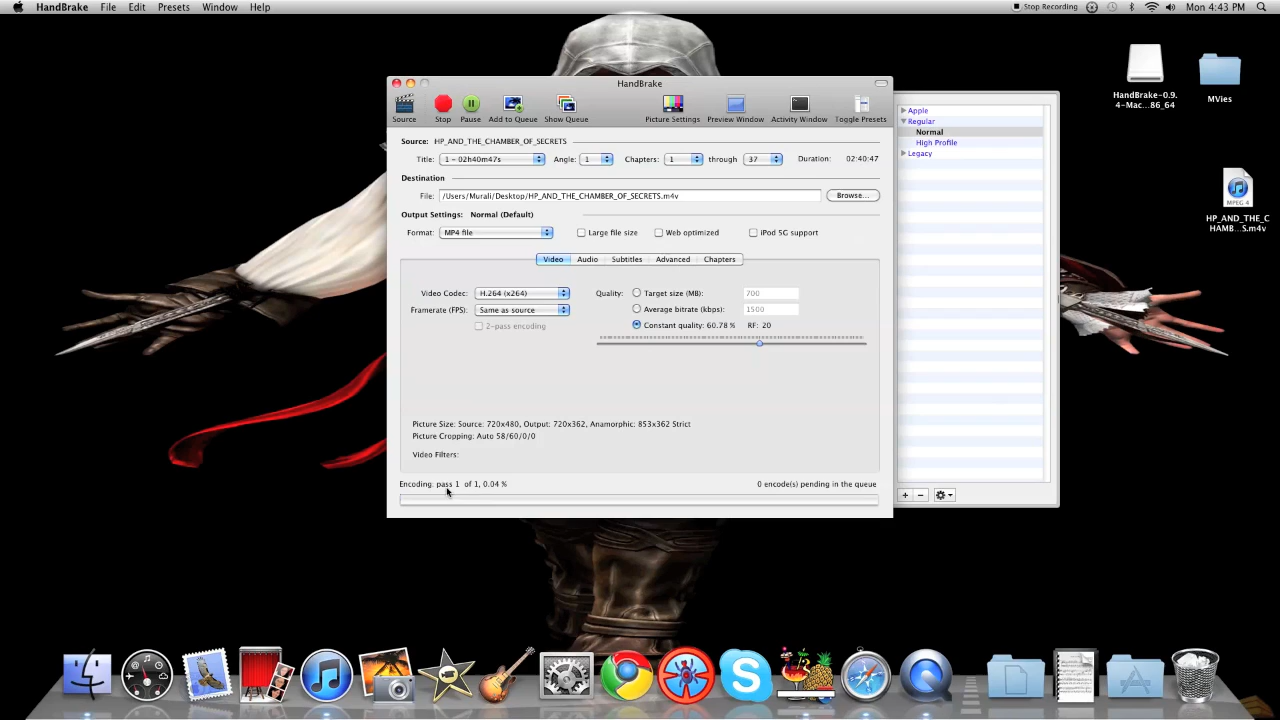 HandBrake File Edit Presets Window Help Stop Recording Mon 4:43 PM
HandBrake
Source Stop Pause Add to Queue Show Queue Picture Settings Preview Window Activity Window Toggle Presets
Source: HP_AND_THE_CHAMBER_OF_SECRETS
Title: 1 - 02h40m47s Angle: 1 Chapters: 1 through 37 Duration: 02:40:47
Destination
File: /Users/Murali/Desktop/HP_AND_THE_CHAMBER_OF_SECRETS.m4v Browse...
Output Settings: Normal (Default)
Format: MP4 file Large file size Web optimized iPod 5G support
Video Audio Subtitles Advanced Chapters
Video Codec: H.264 (x264) Quality: Target size (MB): 700
Framerate (FPS): Same as source Average bitrate (kbps): 1500
2-pass encoding Constant quality: 60.78 % RF: 20
Picture Size: Source: 720x480, Output: 720x362, Anamorphic: 853x362 Strict
Picture Cropping: Auto 58/60/0/0
Video Filters:
Encoding: pass 1 of 1, 0.04 % 0 encode(s) pending in the queue
Apple
Regular
Normal
High Profile
Legacy
HandBrake-0.9.
4-Mac...86_64
MVies
MPEG 4
HP_AND_THE_C
HAMB...S.m4v